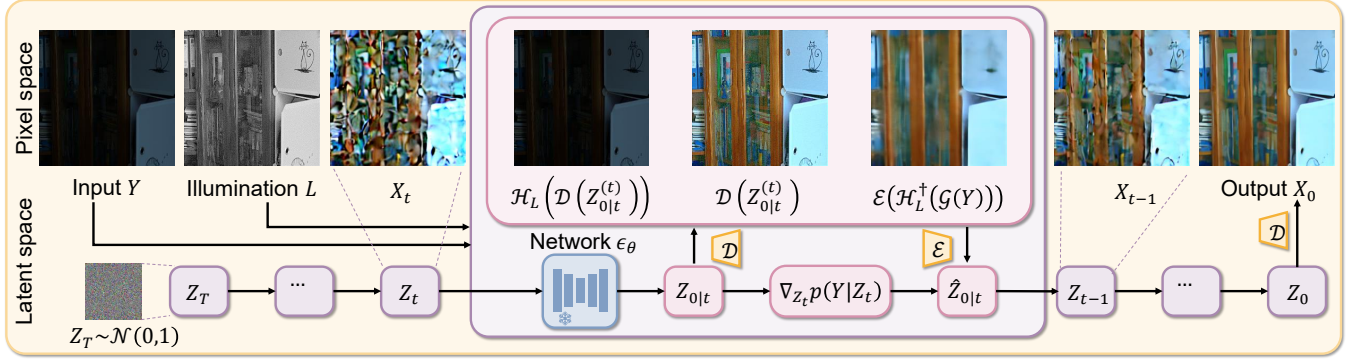 Pixel space
Input Y
Illumination L
X_t
ℋ_L(𝒟(Z_{0|t}^{(t)}))
𝒟(Z_{0|t}^{(t)})
ℰ(ℋ_L^†(𝒢(Y)))
X_{t−1}
Output X_0
Latent space
Network ϵ_θ
𝒟
ℰ
𝒟
Z_T
...
Z_t
Z_{0|t}
∇_{Z_t}p(Y|Z_t)
Ẑ_{0|t}
Z_{t−1}
...
Z_0
Z_T~𝒩(0,1)